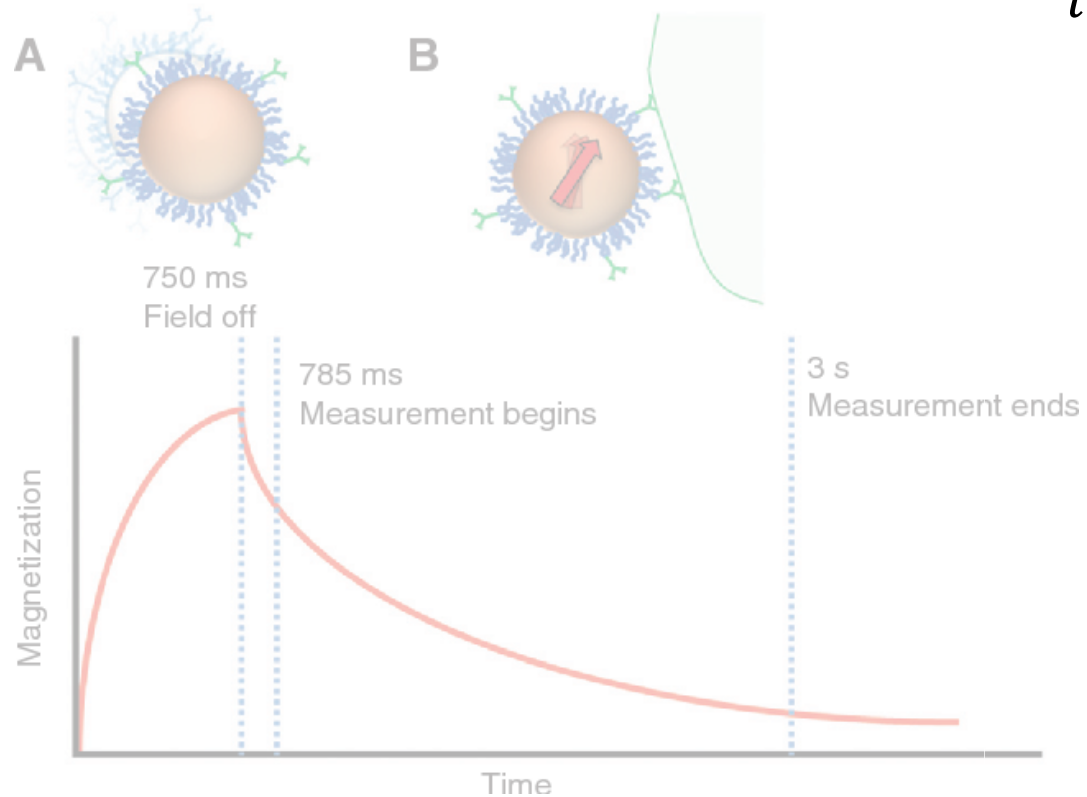 t
A
B
750 ms
Field off
785 ms
Measurement begins
3 s
Measurement ends
Magnetization
Time